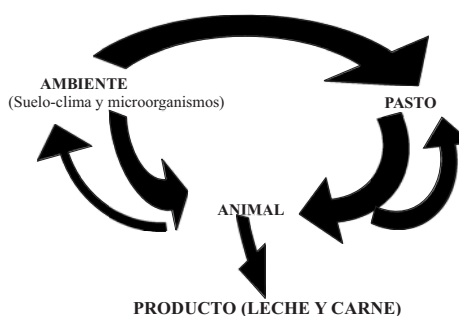 AMBIENTE
(Suelo-clima y microorganismos)
PASTO
ANIMAL
PRODUCTO (LECHE Y CARNE)